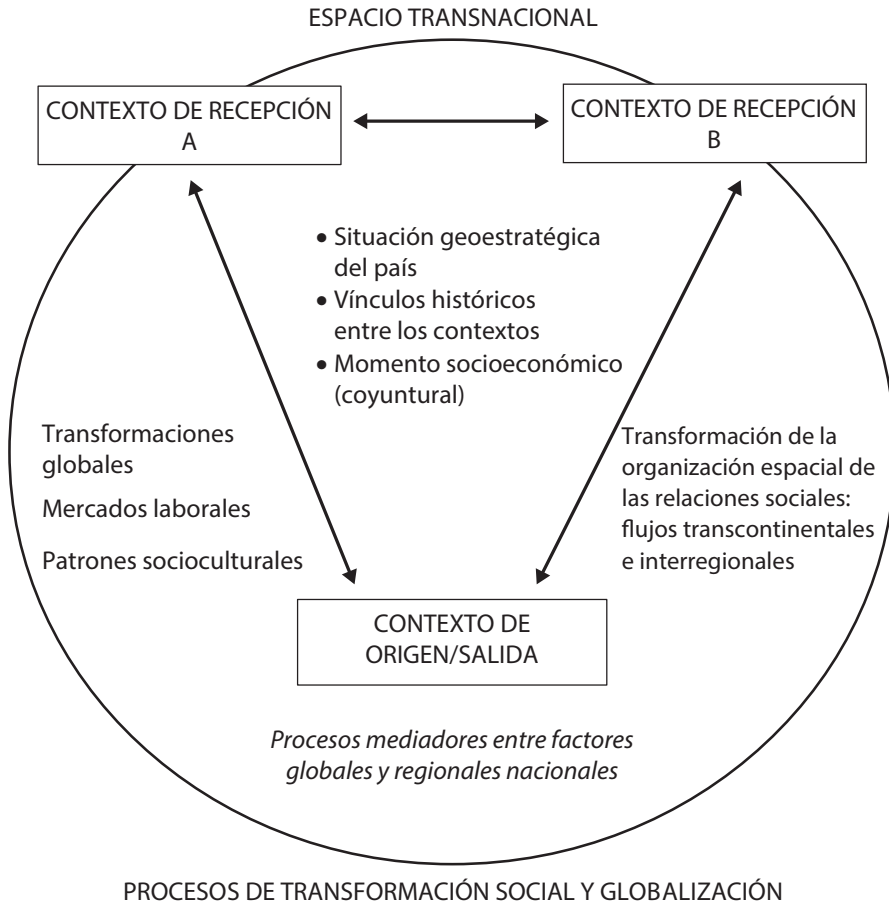 ESPACIO TRANSNACIONAL
CONTEXTO DE RECEPCIÓN
A
CONTEXTO DE RECEPCIÓN
B
• Situación geoestratégica
del país
• Vínculos históricos
entre los contextos
• Momento socioeconómico
(coyuntural)
Transformaciones
globales
Mercados laborales
Patrones socioculturales
Transformación de la
organización espacial de
las relaciones sociales:
flujos transcontinentales
e interregionales
CONTEXTO DE
ORIGEN/SALIDA
Procesos mediadores entre factores
globales y regionales nacionales
PROCESOS DE TRANSFORMACIÓN SOCIAL Y GLOBALIZACIÓN